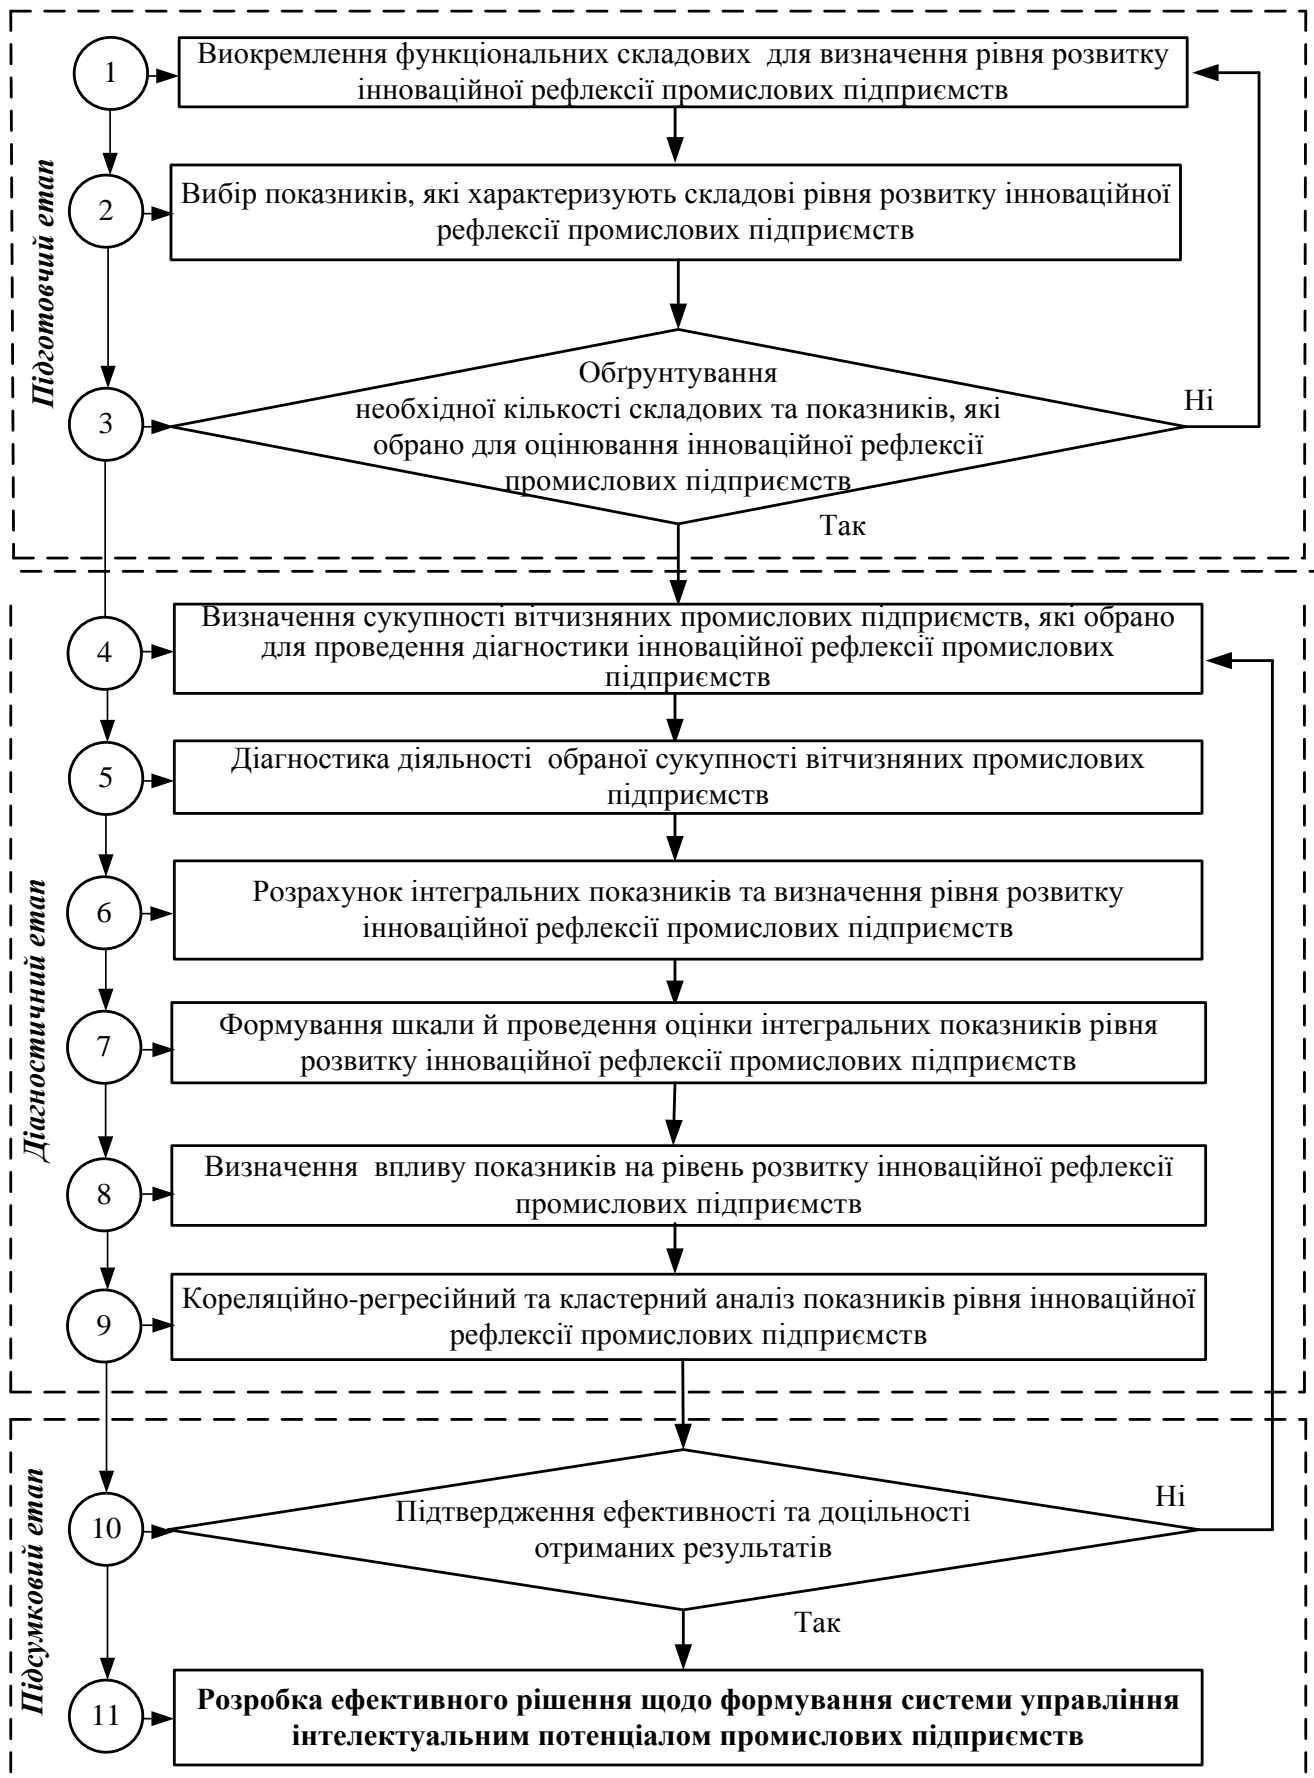 Підготовчий етап
1
Виокремлення функціональних складових для визначення рівня розвитку
інноваційної рефлексії промислових підприємств
2
Вибір показників, які характеризують складові рівня розвитку інноваційної
рефлексії промислових підприємств
3
Обґрунтування
необхідної кількості складових та показників, які
обрано для оцінювання інноваційної рефлексії
промислових підприємств
Ні
Так
Діагностичний етап
4
Визначення сукупності вітчизняних промислових підприємств, які обрано
для проведення діагностики інноваційної рефлексії промислових
підприємств
5
Діагностика діяльності обраної сукупності вітчизняних промислових
підприємств
6
Розрахунок інтегральних показників та визначення рівня розвитку
інноваційної рефлексії промислових підприємств
7
Формування шкали й проведення оцінки інтегральних показників рівня
розвитку інноваційної рефлексії промислових підприємств
8
Визначення впливу показників на рівень розвитку інноваційної рефлексії
промислових підприємств
9
Кореляційно-регресійний та кластерний аналіз показників рівня інноваційної
рефлексії промислових підприємств
Підсумковий етап
10
Підтвердження ефективності та доцільності
отриманих результатів
Ні
Так
11
Розробка ефективного рішення щодо формування системи управління
інтелектуальним потенціалом промислових підприємств